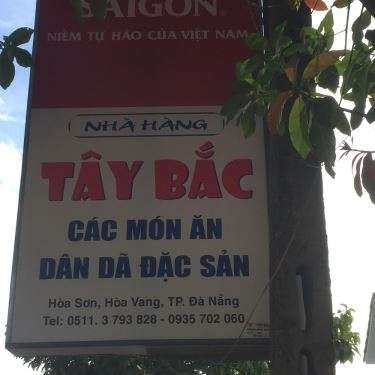 SAIGON
NIỀM TỰ HÀO CỦA VIỆT NAM
NHÀ HÀNG
TÂY BẮC
CÁC MÓN ĂN
DÂN DÃ ĐẶC SẢN
Hòa Sơn, Hòa Vang, TP. Đà Nẵng
Tel: 0511. 3 793 828 - 0935 702 060